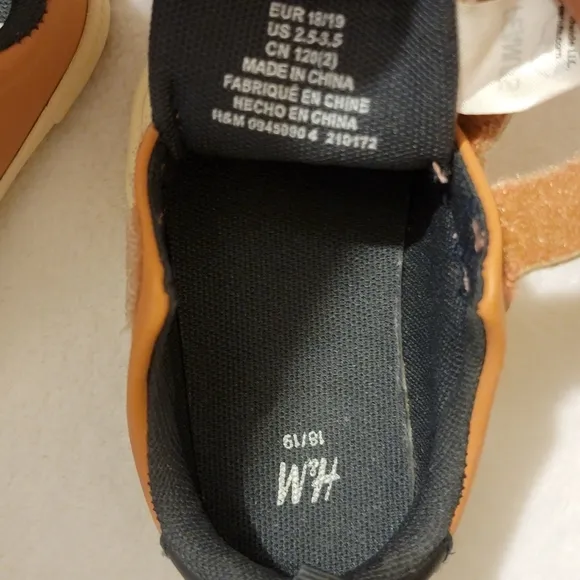 EUR 18/19
US 2.5-3.5
CN 120(2)
MADE IN CHINA
FABRIQUÉ EN CHINE
HECHO EN CHINA
H&M 0945990 4 210172
18/19
H&M